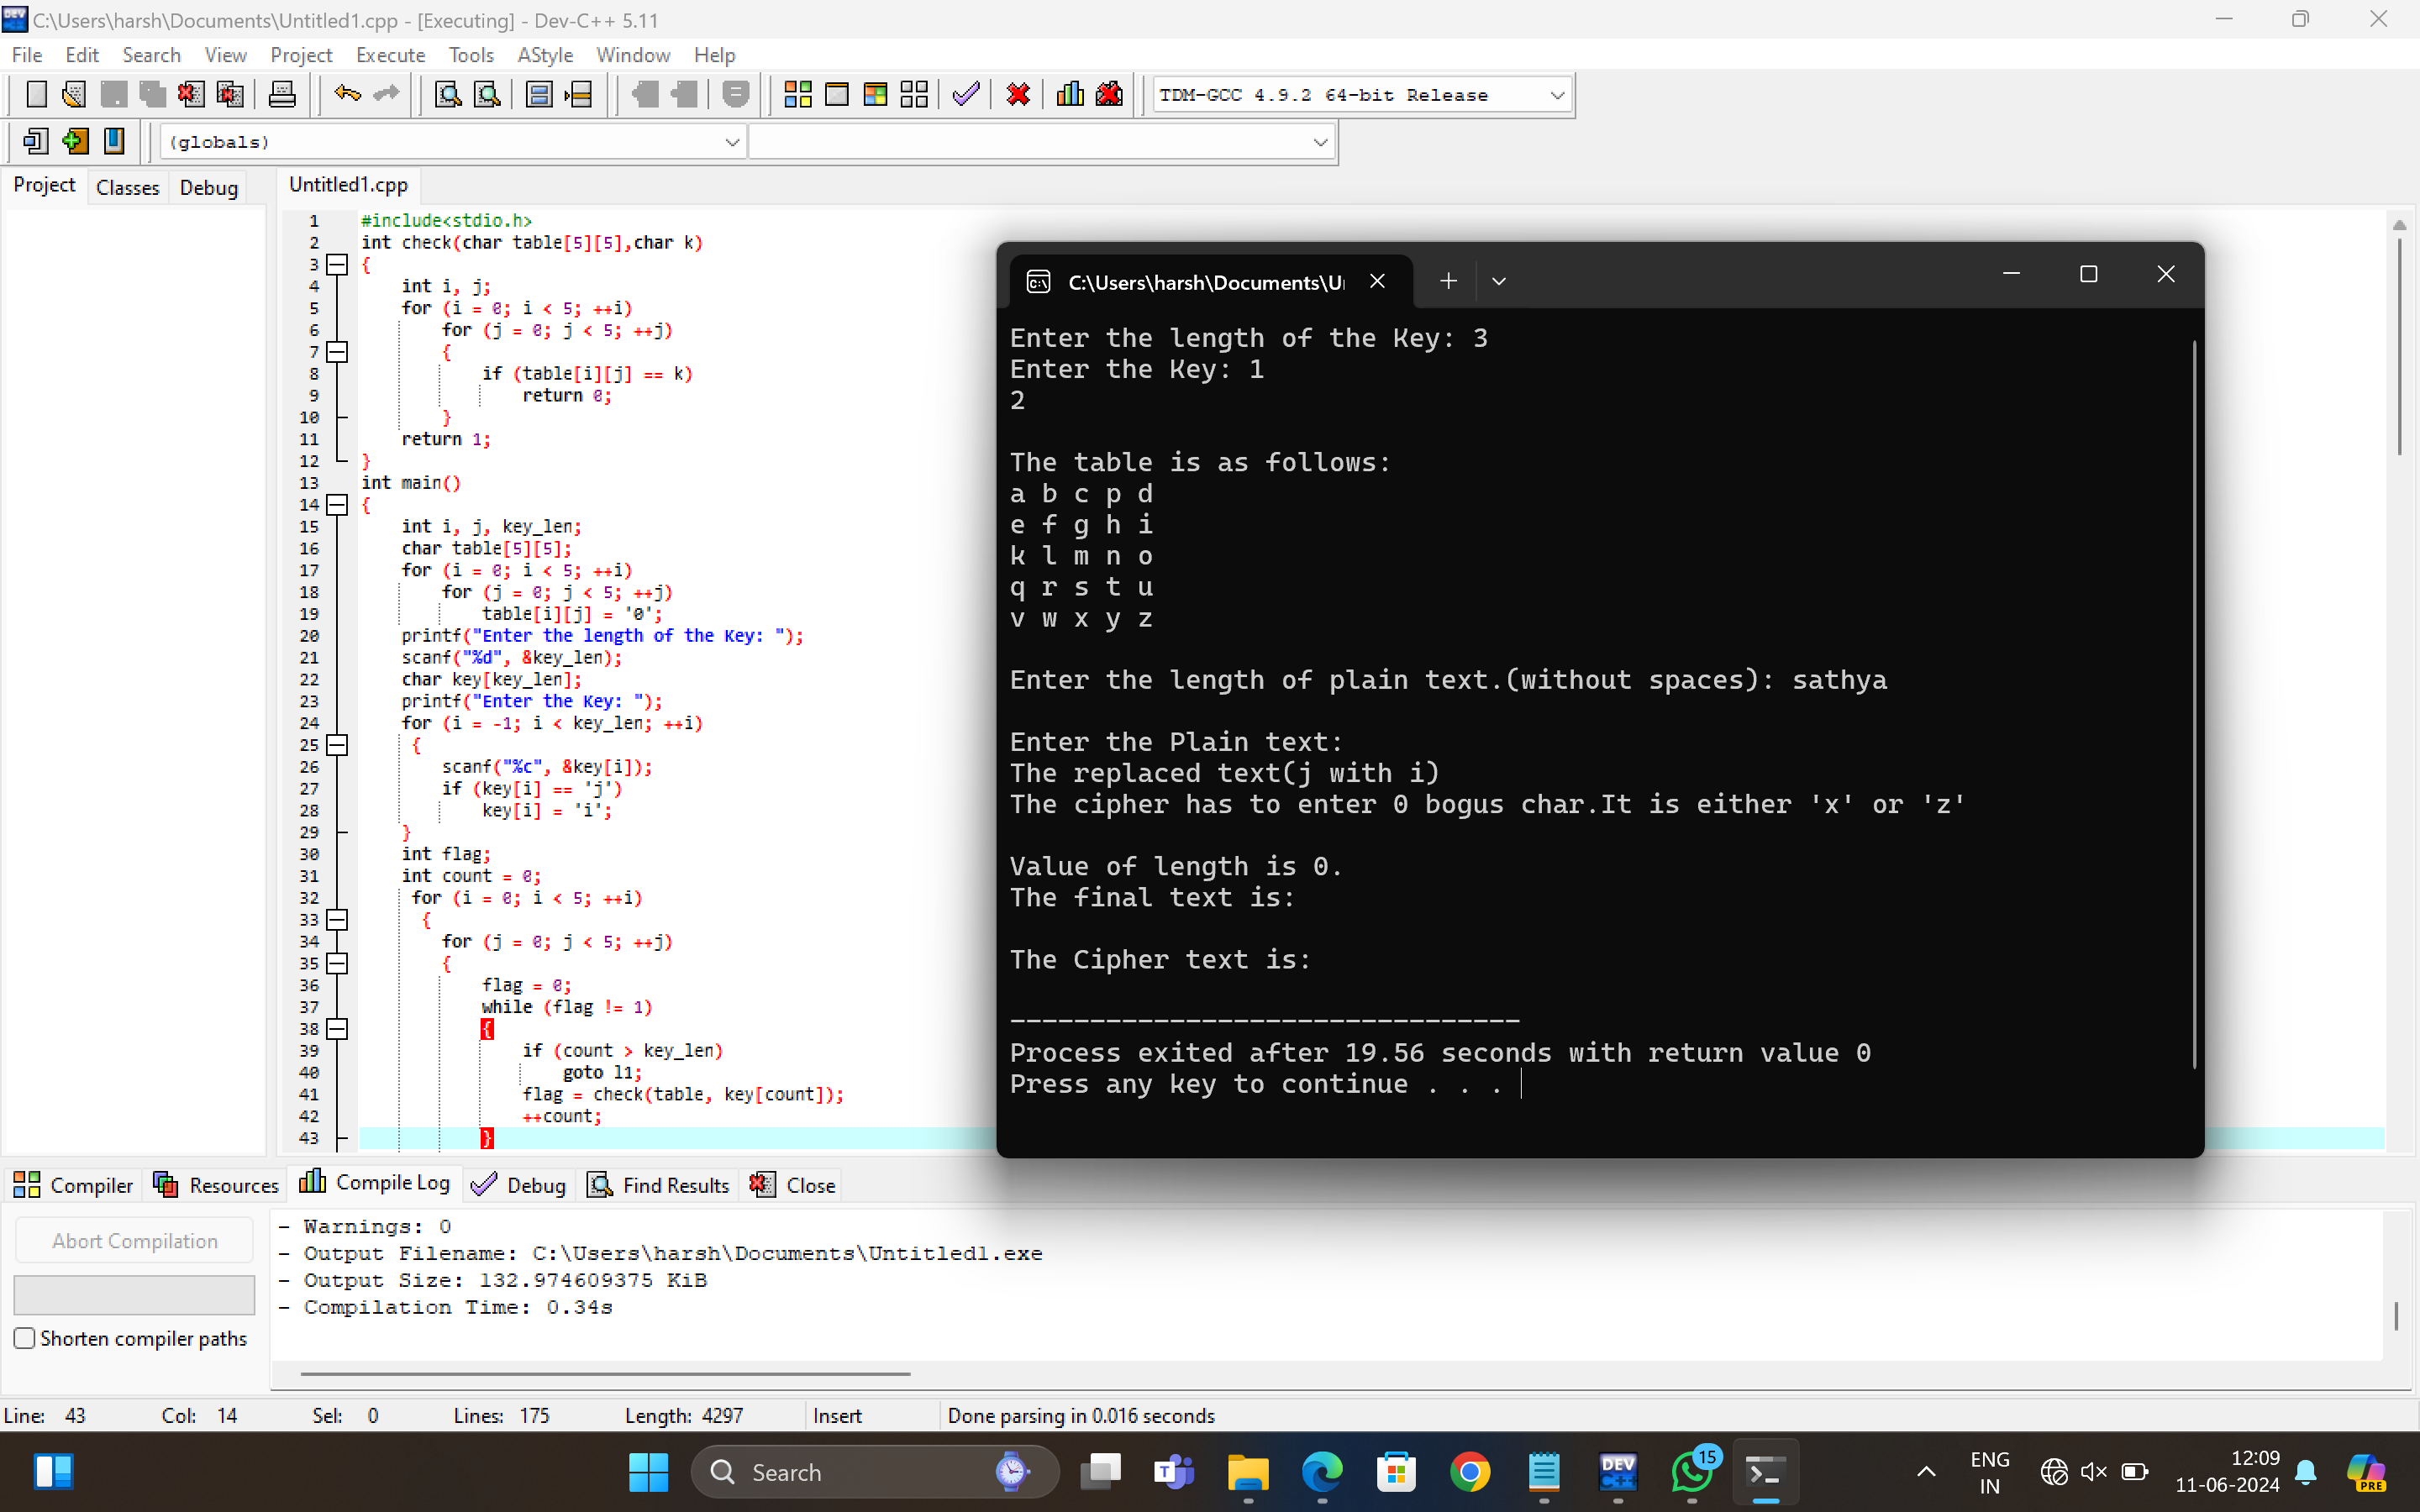 C:\Users\harsh\Documents\Untitled1.cpp - [Executing] - Dev-C++ 5.11
File Edit Search View Project Execute Tools AStyle Window Help
TDM-GCC 4.9.2 64-bit Release
(globals)
Project Classes Debug
Untitled1.cpp
1 #include<stdio.h>
2 int check(char table[5][5],char k)
3 {
4 int i, j;
5 for (i = 0; i < 5; ++i)
6 for (j = 0; j < 5; ++j)
7 {
8 if (table[i][j] == k)
9 return 0;
10 }
11 return 1;
12 }
13 int main()
14 {
15 int i, j, key_len;
16 char table[5][5];
17 for (i = 0; i < 5; ++i)
18 for (j = 0; j < 5; ++j)
19 table[i][j] = '0';
20 printf("Enter the length of the Key: ");
21 scanf("%d", &key_len);
22 char key[key_len];
23 printf("Enter the Key: ");
24 for (i = -1; i < key_len; ++i)
25 {
26 scanf("%c", &key[i]);
27 if (key[i] == 'j')
28 key[i] = 'i';
29 }
30 int flag;
31 int count = 0;
32 for (i = 0; i < 5; ++i)
33 {
34 for (j = 0; j < 5; ++j)
35 {
36 flag = 0;
37 while (flag != 1)
38 {
39 if (count > key_len)
40 goto l1;
41 flag = check(table, key[count]);
42 ++count;
43 }
C:\Users\harsh\Documents\U
Enter the length of the Key: 3
Enter the Key: 1
2
The table is as follows:
a b c p d
e f g h i
k l m n o
q r s t u
v w x y z
Enter the length of plain text.(without spaces): sathya
Enter the Plain text:
The replaced text(j with i)
The cipher has to enter 0 bogus char.It is either 'x' or 'z'
Value of length is 0.
The final text is:
The Cipher text is:
--------------------------------
Process exited after 19.56 seconds with return value 0
Press any key to continue . . .
Compiler Resources Compile Log Debug Find Results Close
Abort Compilation
Shorten compiler paths
- Warnings: 0
- Output Filename: C:\Users\harsh\Documents\Untitled1.exe
- Output Size: 132.974609375 KiB
- Compilation Time: 0.34s
Line: 43 Col: 14 Sel: 0 Lines: 175 Length: 4297 Insert Done parsing in 0.016 seconds
Search
T
DEV C++
15
ENG
IN
12:09
11-06-2024
PRE